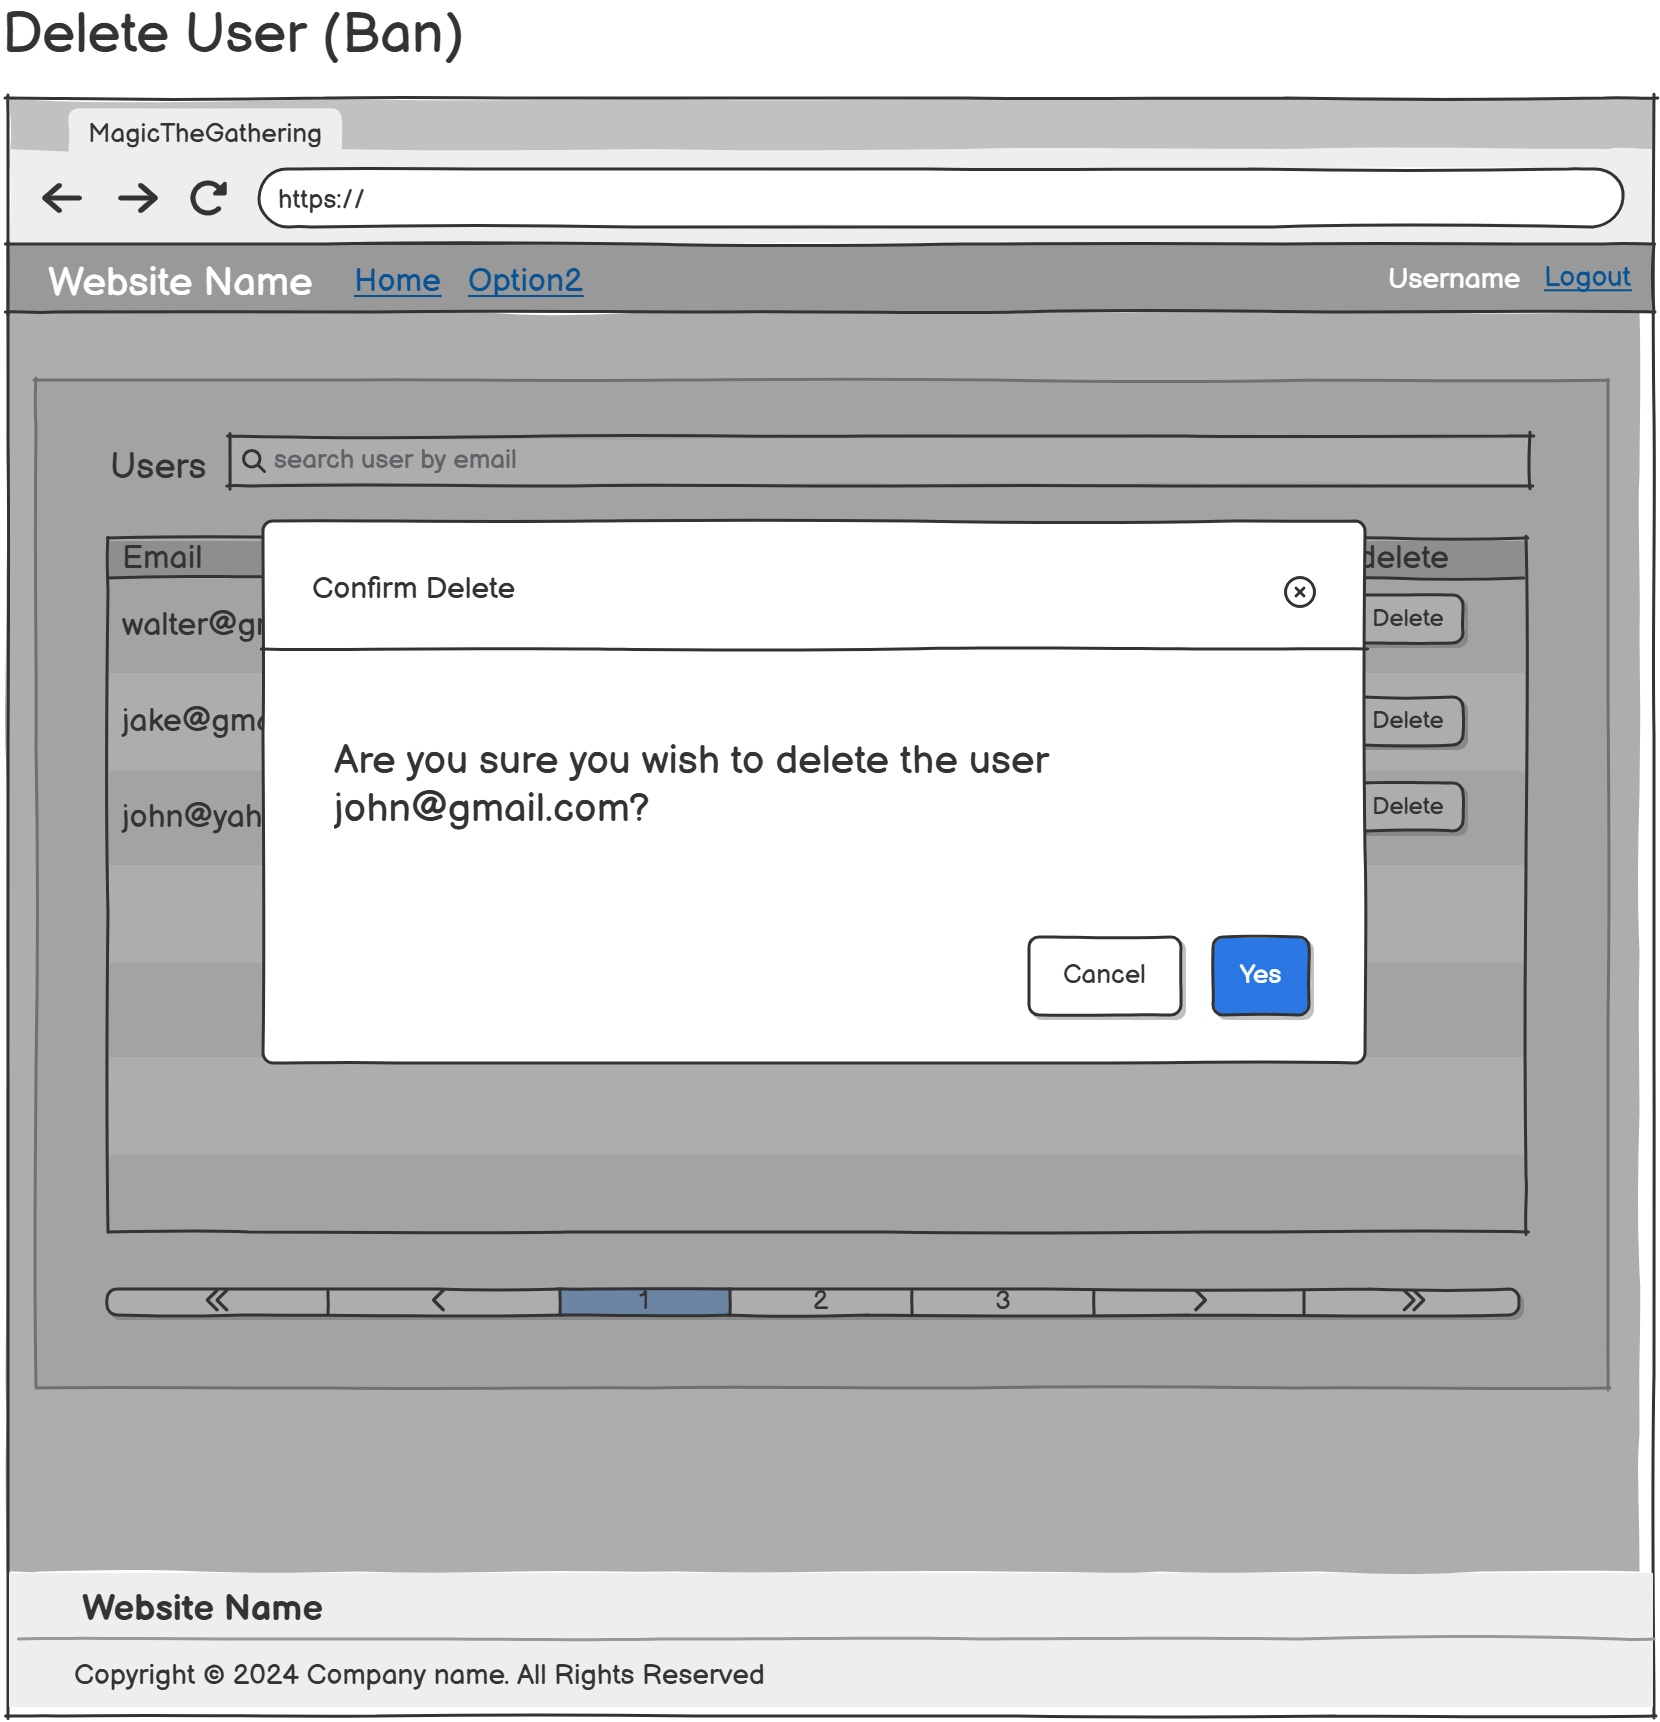 Delete User (Ban)
MagicTheGathering
https://
Website Name Home Option2 Username Logout
Users search user by email
Email delete
Confirm Delete
walter@g Delete
jake@gm Delete
Are you sure you wish to delete the user
john@gmail.com?
john@yah Delete
Cancel Yes
1 2 3
Website Name
Copyright © 2024 Company name. All Rights Reserved